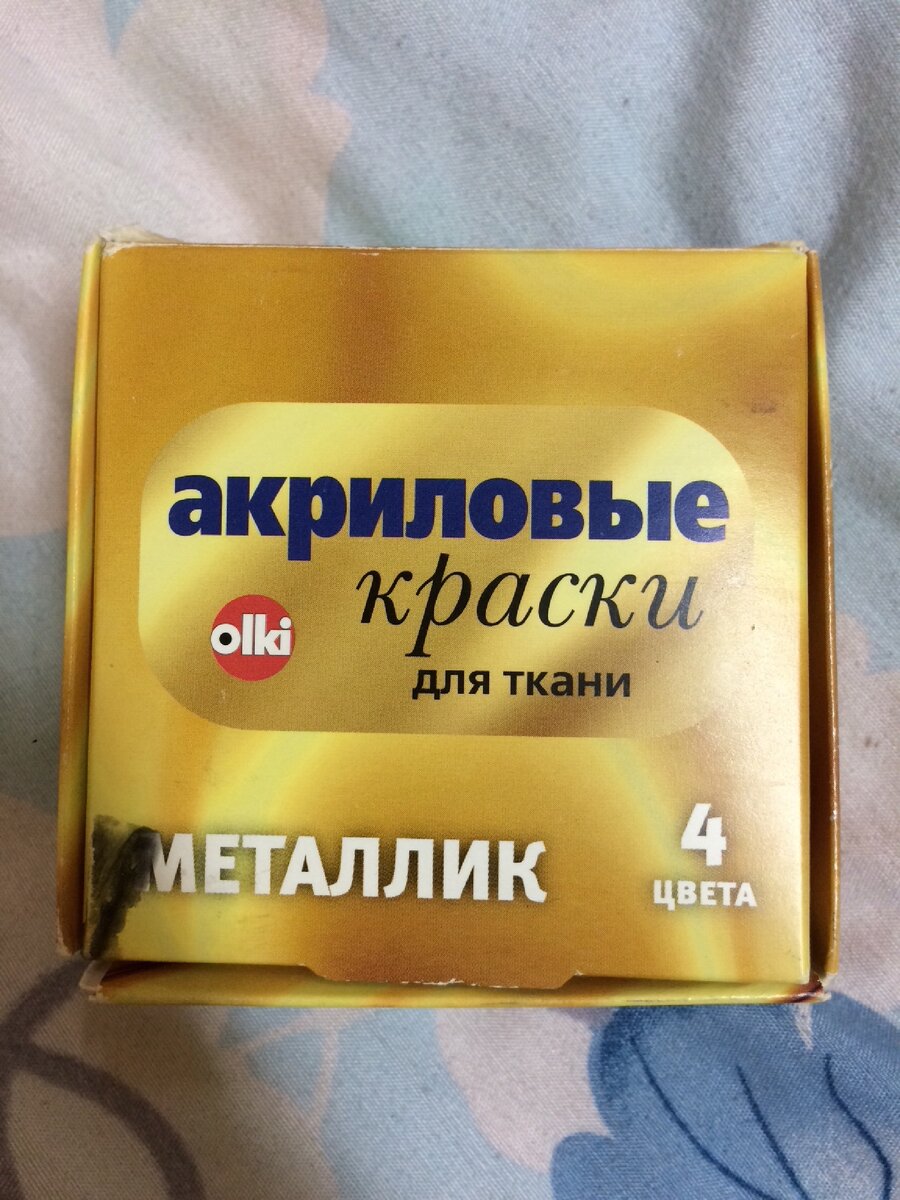 акриловые
краски
olki
для ткани
МЕТАЛЛИК
4
ЦВЕТА